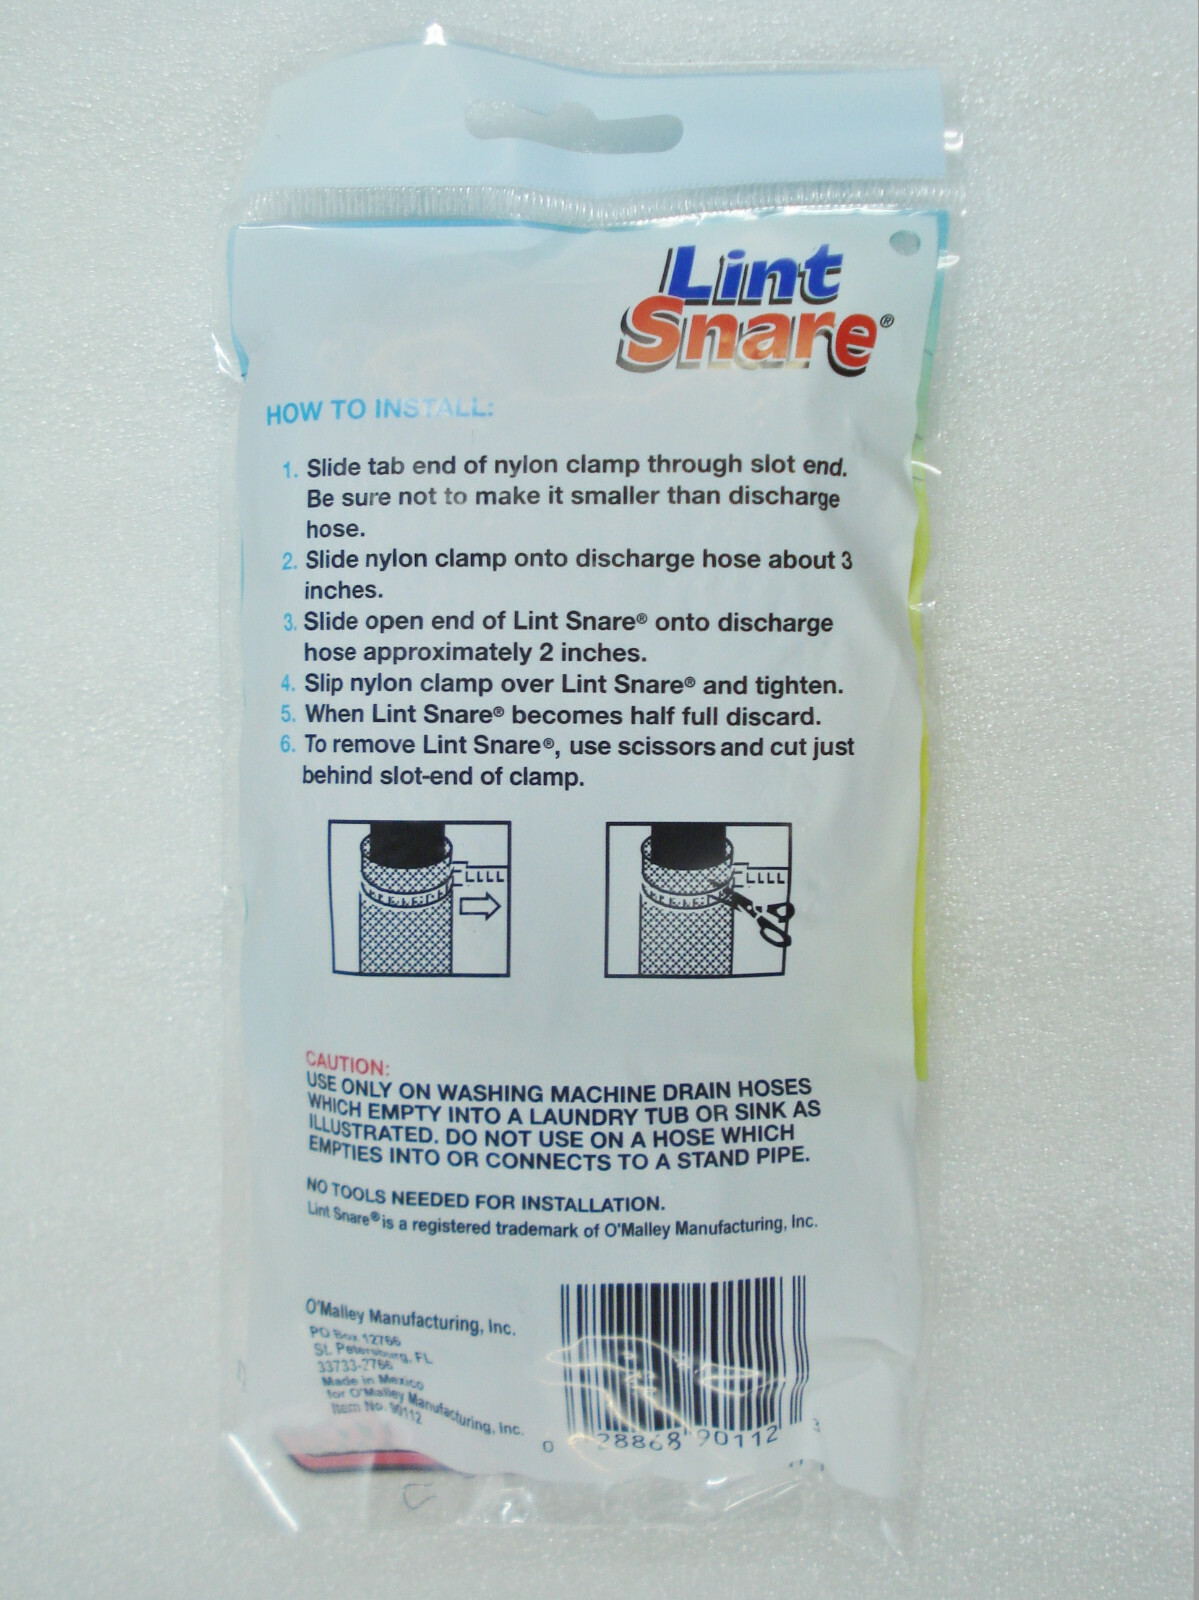 Lint
Snare®
HOW TO INSTALL:
1. Slide tab end of nylon clamp through slot end.
Be sure not to make it smaller than discharge
hose.
2. Slide nylon clamp onto discharge hose about 3
inches.
3. Slide open end of Lint Snare® onto discharge
hose approximately 2 inches.
4. Slip nylon clamp over Lint Snare® and tighten.
5. When Lint Snare® becomes half full discard.
6. To remove Lint Snare®, use scissors and cut just
behind slot-end of clamp.
CAUTION:
USE ONLY ON WASHING MACHINE DRAIN HOSES
WHICH EMPTY INTO A LAUNDRY TUB OR SINK AS
ILLUSTRATED. DO NOT USE ON A HOSE WHICH
EMPTIES INTO OR CONNECTS TO A STAND PIPE.
NO TOOLS NEEDED FOR INSTALLATION.
Lint Snare® is a registered trademark of O'Malley Manufacturing, Inc.
O'Malley Manufacturing, Inc.
PO Box 12766
St. Petersburg, FL
33733-2766
Made in Mexico
for O'Malley Manufacturing, Inc.
Item No. 90112
0 28868 90112 3